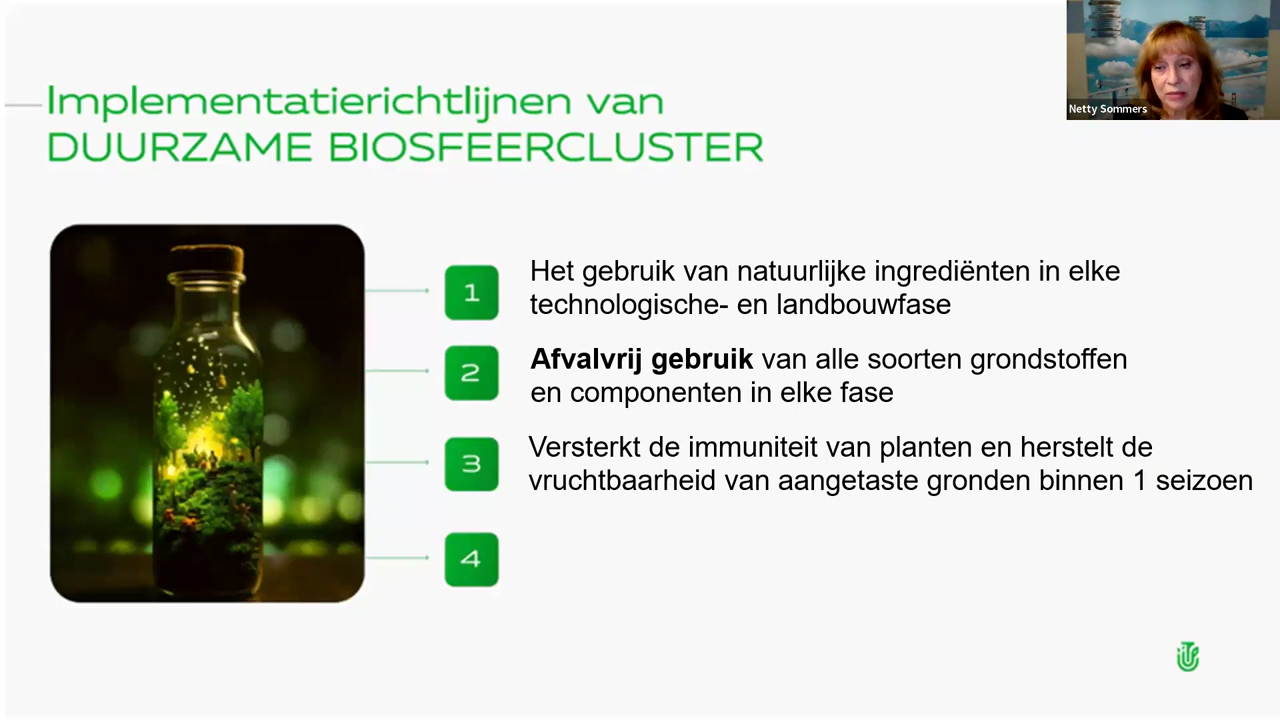 Netty Sommers
Implementatierichtlijnen van
DUURZAME BIOSFEERCLUSTER
1
Het gebruik van natuurlijke ingrediënten in elke
technologische- en landbouwfase
2
Afvalvrij gebruik van alle soorten grondstoffen
en componenten in elke fase
3
Versterkt de immuniteit van planten en herstelt de
vruchtbaarheid van aangetaste gronden binnen 1 seizoen
4